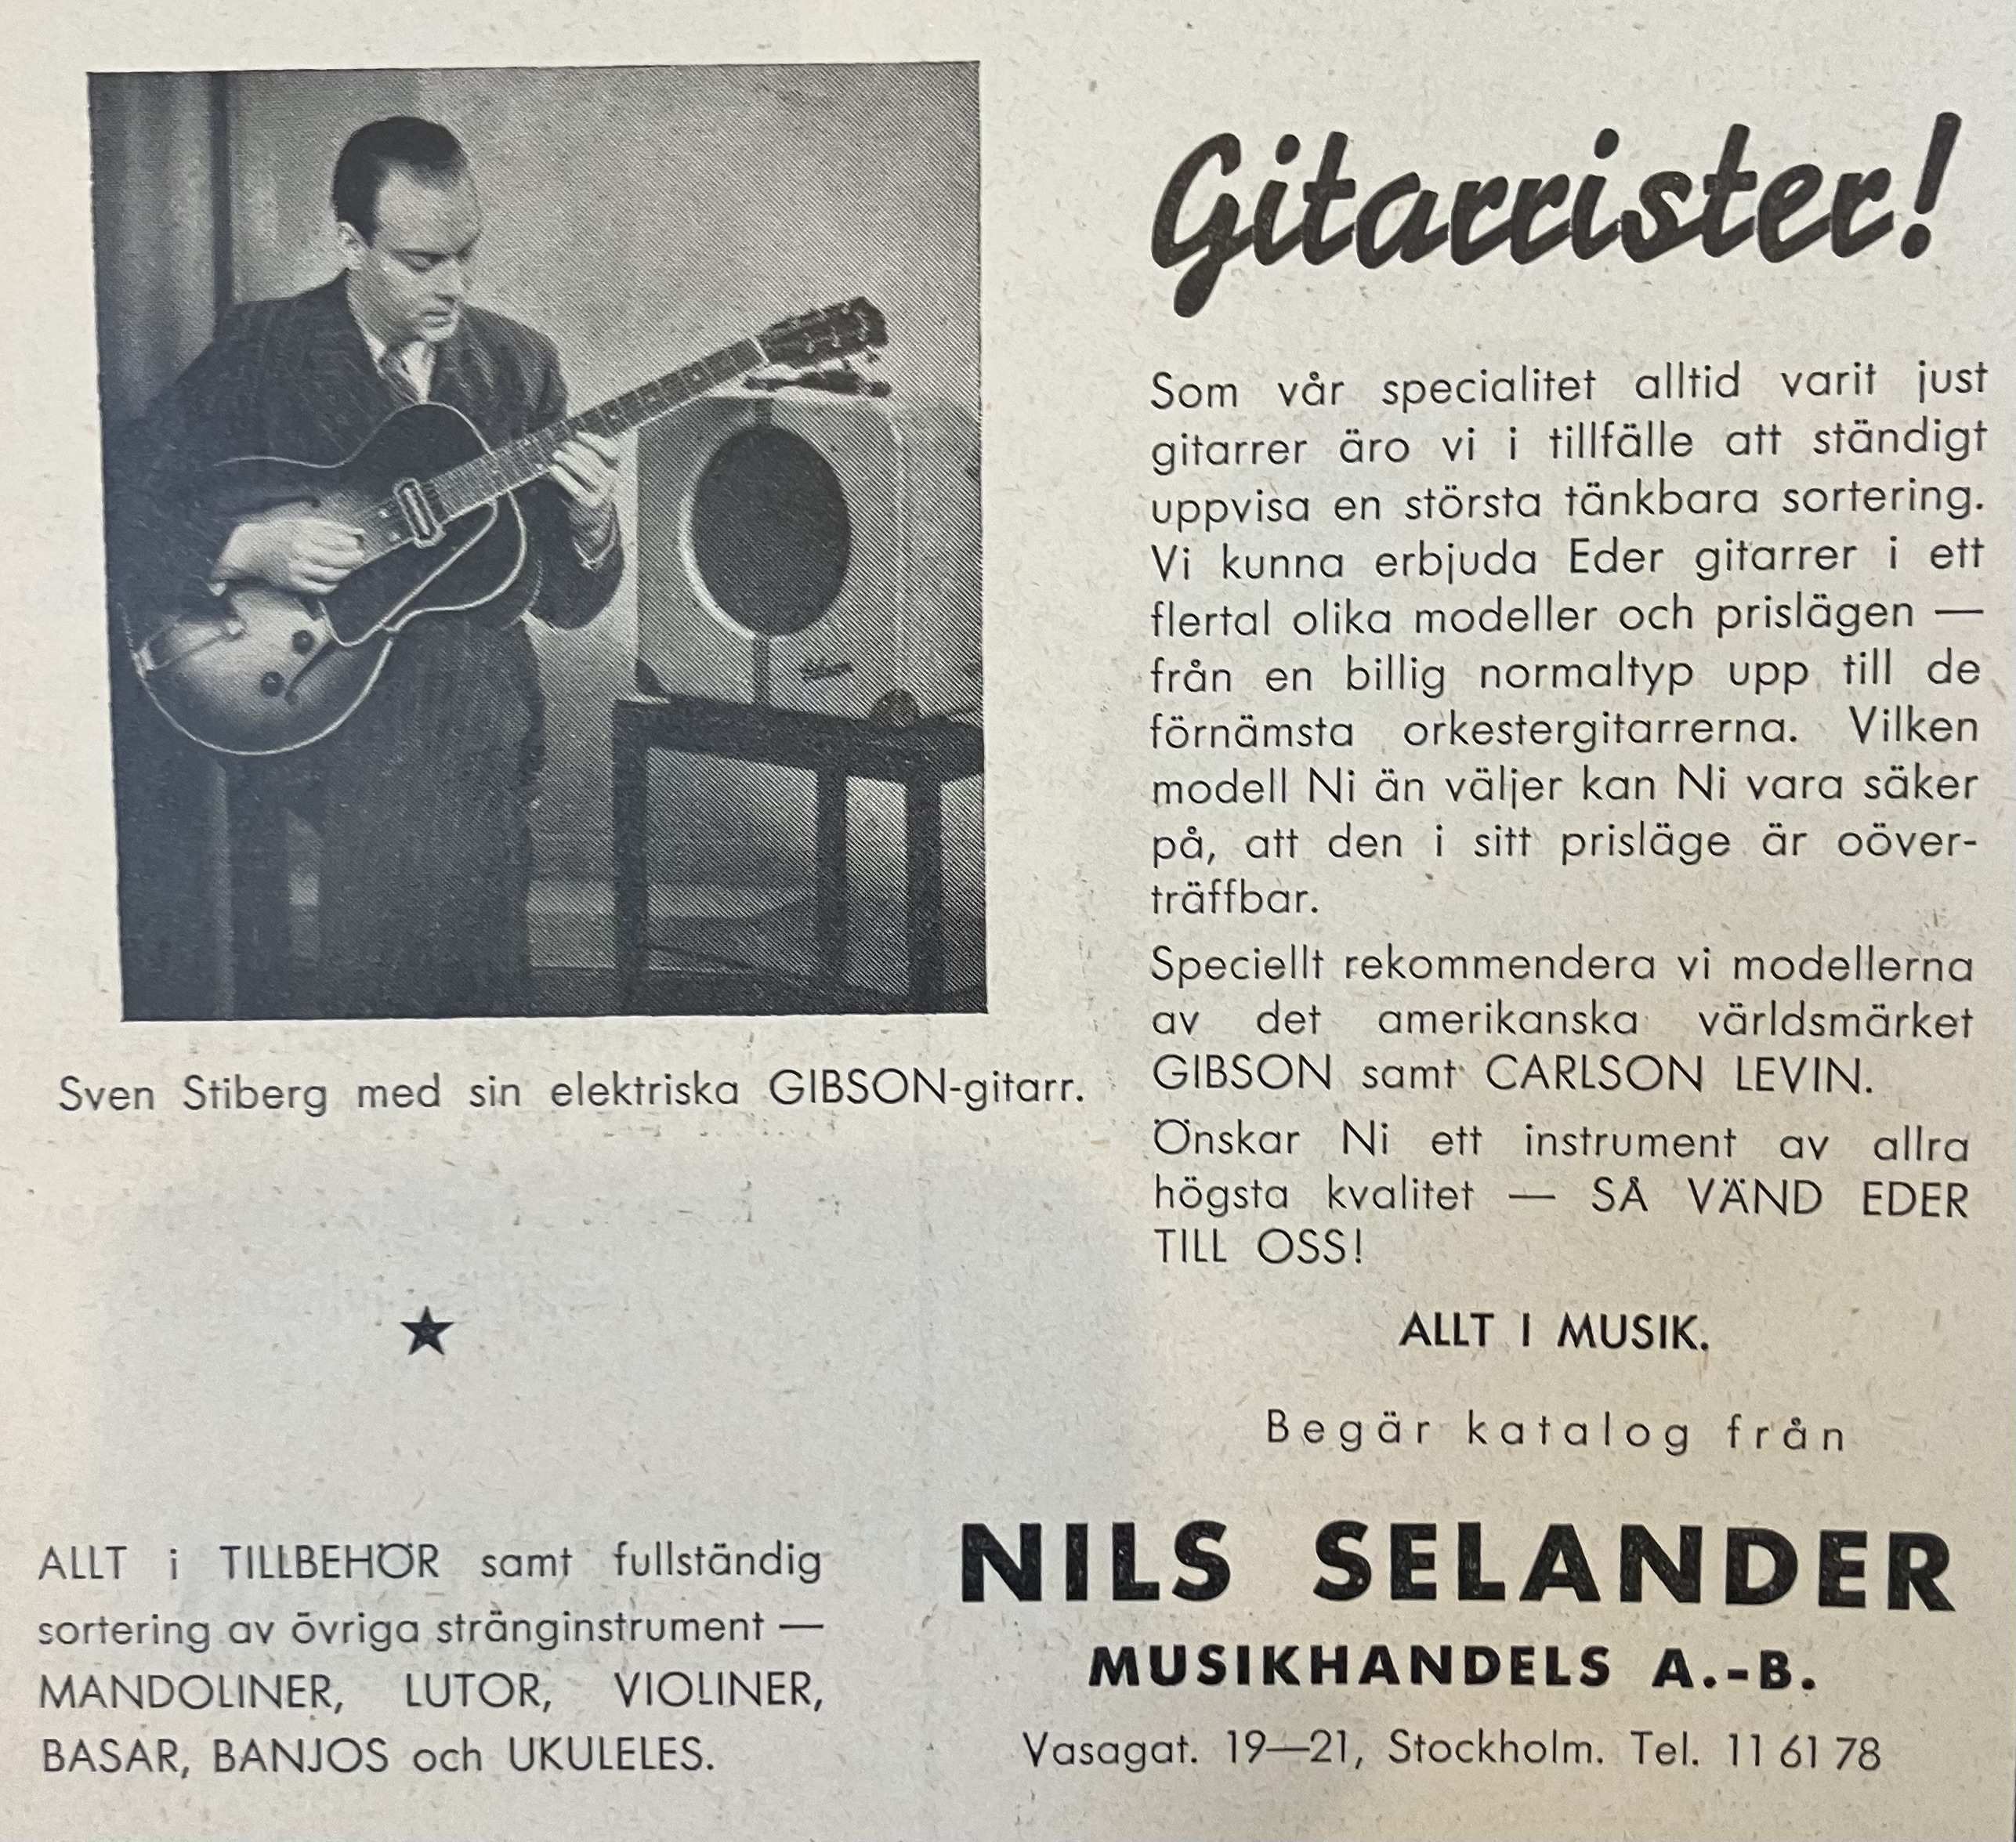 Gitarrister!
Som vår specialitet alltid varit just
gitarrer äro vi i tillfälle att ständigt
uppvisa en största tänkbara sortering.
Vi kunna erbjuda Eder gitarrer i ett
flertal olika modeller och prislägen —
från en billig normaltyp upp till de
förnämsta orkestergitarrerna. Vilken
modell Ni än väljer kan Ni vara säker
på, att den i sitt prisläge är oöver-
träffbar.
Speciellt rekommendera vi modellerna
av det amerikanska världsmärket
GIBSON samt CARLSON LEVIN.
Önskar Ni ett instrument av allra
högsta kvalitet — SÅ VÄND EDER
TILL OSS!
ALLT I MUSIK.
Begär katalog från
NILS SELANDER
MUSIKHANDELS A.-B.
Vasagat. 19—21, Stockholm. Tel. 11 61 78
Sven Stiberg med sin elektriska GIBSON-gitarr.
ALLT i TILLBEHÖR samt fullständig
sortering av övriga stränginstrument —
MANDOLINER, LUTOR, VIOLINER,
BASAR, BANJOS och UKULELES.